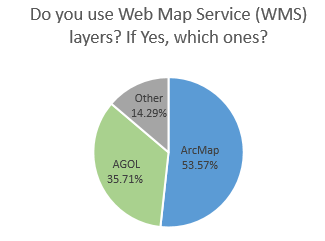 Do you use Web Map Service (WMS)
layers? If Yes, which ones?
Other
14.29%
ArcMap
53.57%
AGOL
35.71%